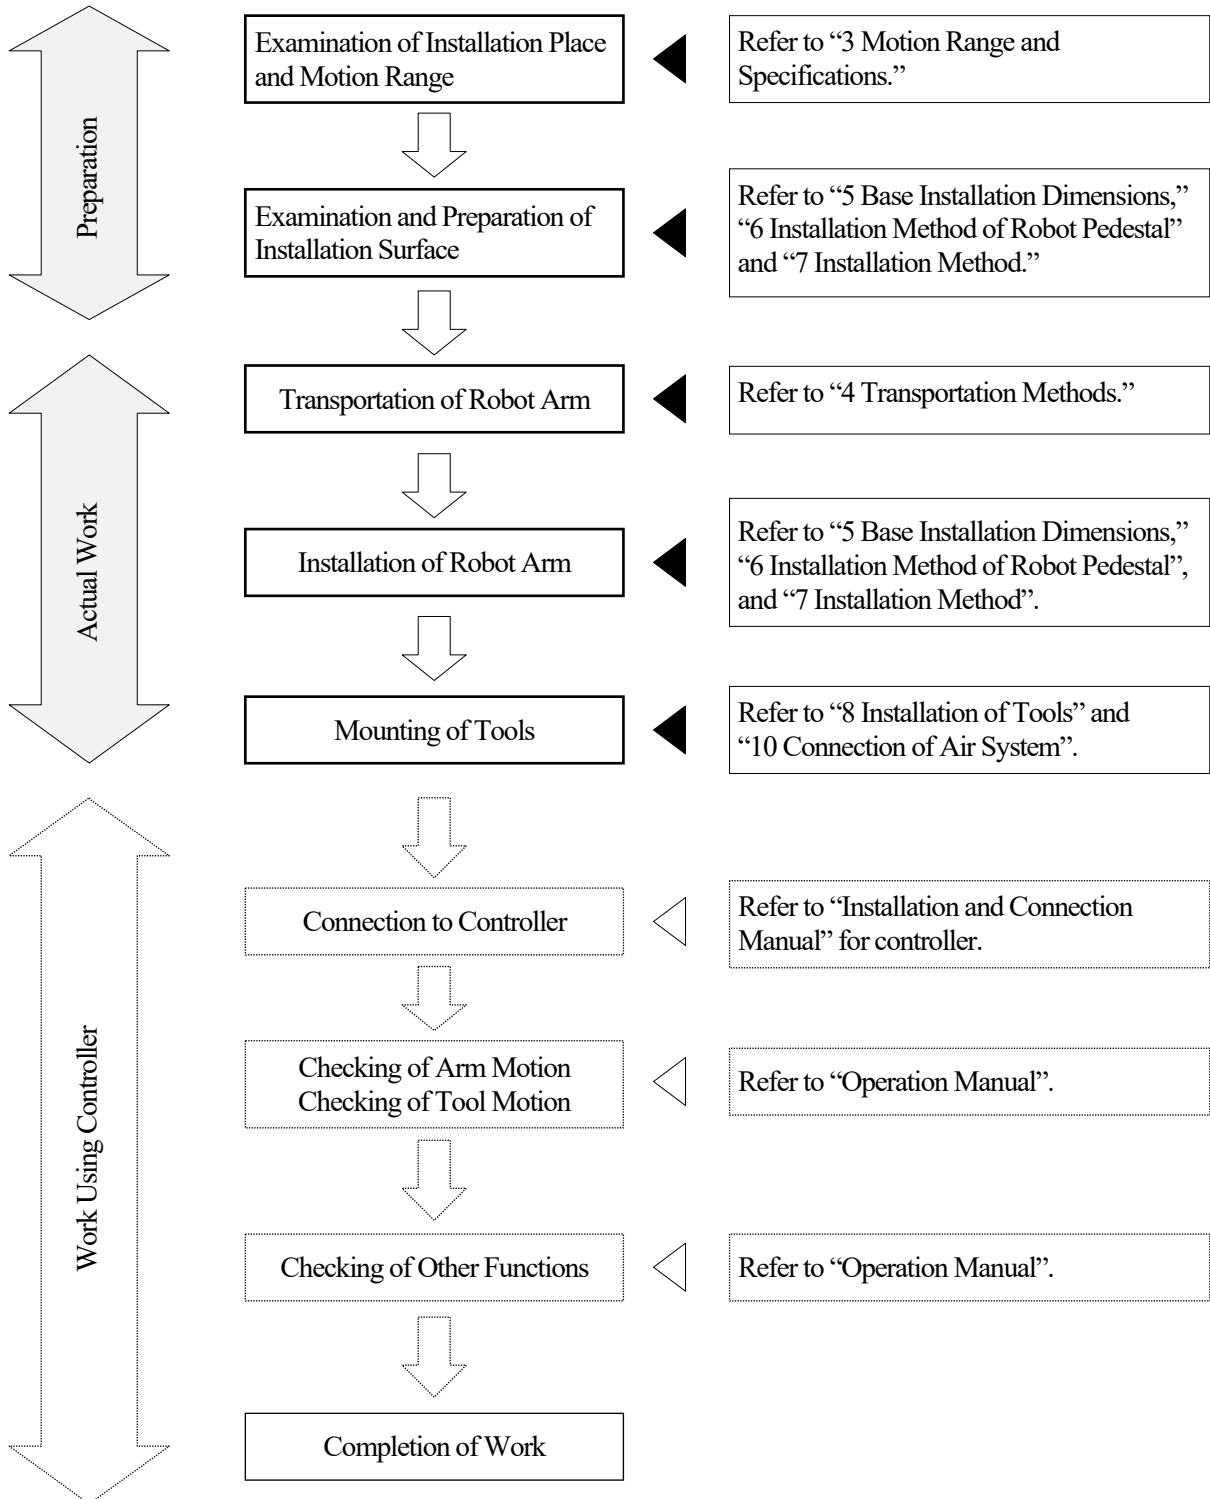 Preparation
Examination of Installation Place
and Motion Range
Refer to “3 Motion Range and
Specifications.”
Examination and Preparation of
Installation Surface
Refer to “5 Base Installation Dimensions,”
“6 Installation Method of Robot Pedestal”
and “7 Installation Method.”
Actual Work
Transportation of Robot Arm
Refer to “4 Transportation Methods.”
Installation of Robot Arm
Refer to “5 Base Installation Dimensions,”
“6 Installation Method of Robot Pedestal”,
and “7 Installation Method”.
Mounting of Tools
Refer to “8 Installation of Tools” and
“10 Connection of Air System”.
Work Using Controller
Connection to Controller
Refer to “Installation and Connection
Manual” for controller.
Checking of Arm Motion
Checking of Tool Motion
Refer to “Operation Manual”.
Checking of Other Functions
Refer to “Operation Manual”.
Completion of Work